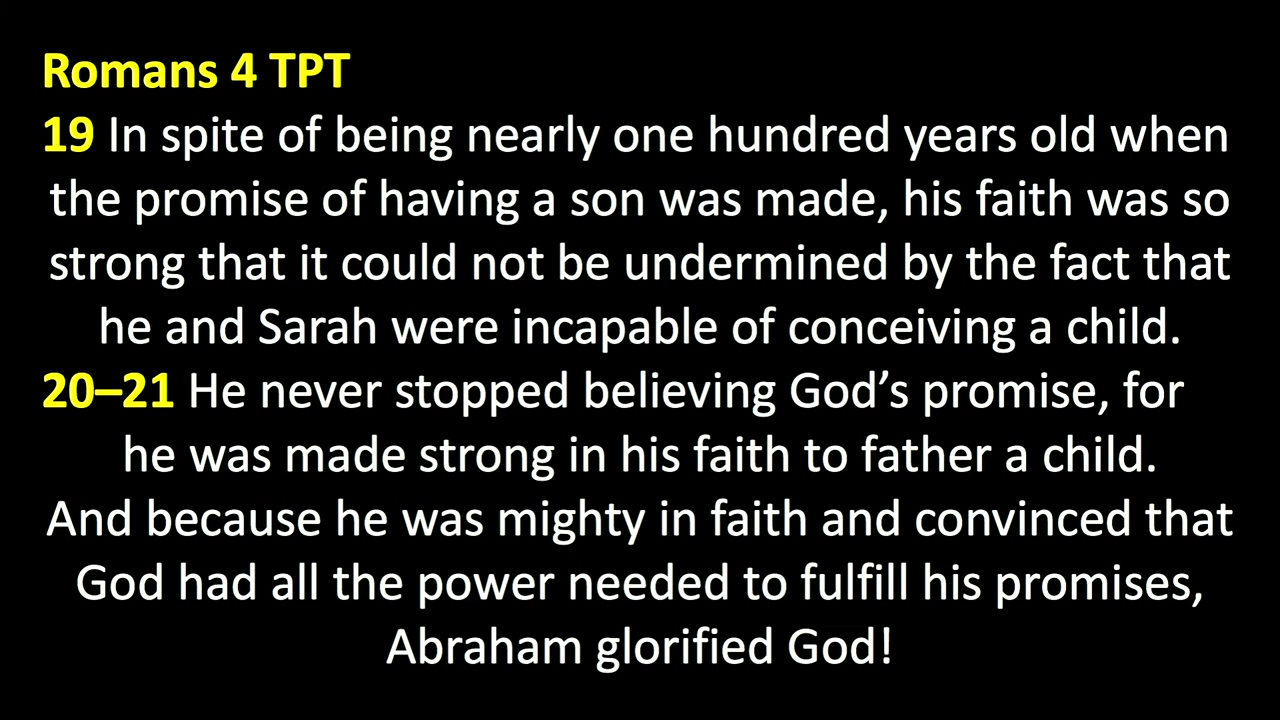 Romans 4 TPT
19 In spite of being nearly one hundred years old when
the promise of having a son was made, his faith was so
strong that it could not be undermined by the fact that
he and Sarah were incapable of conceiving a child.
20–21 He never stopped believing God’s promise, for
he was made strong in his faith to father a child.
And because he was mighty in faith and convinced that
God had all the power needed to fulfill his promises,
Abraham glorified God!